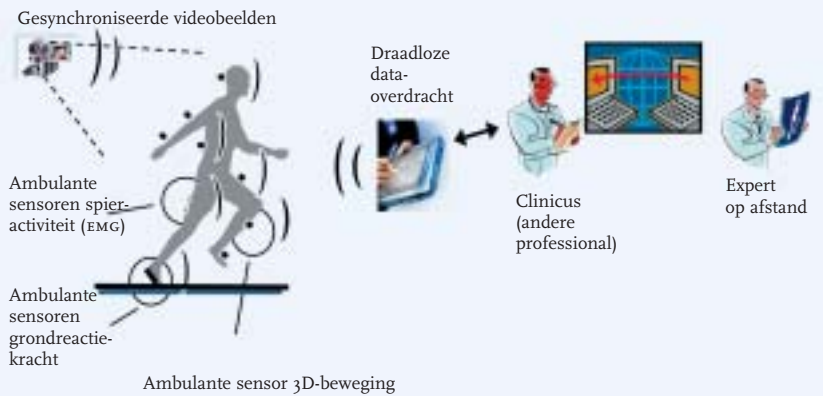 Gesynchroniseerde videobeelden
Draadloze
data-
overdracht
Ambulante
sensoren spier-
activiteit (EMG)
Clinicus
(andere
professional)
Expert
op afstand
Ambulante
sensoren
grondreactie-
kracht
Ambulante sensor 3D-beweging